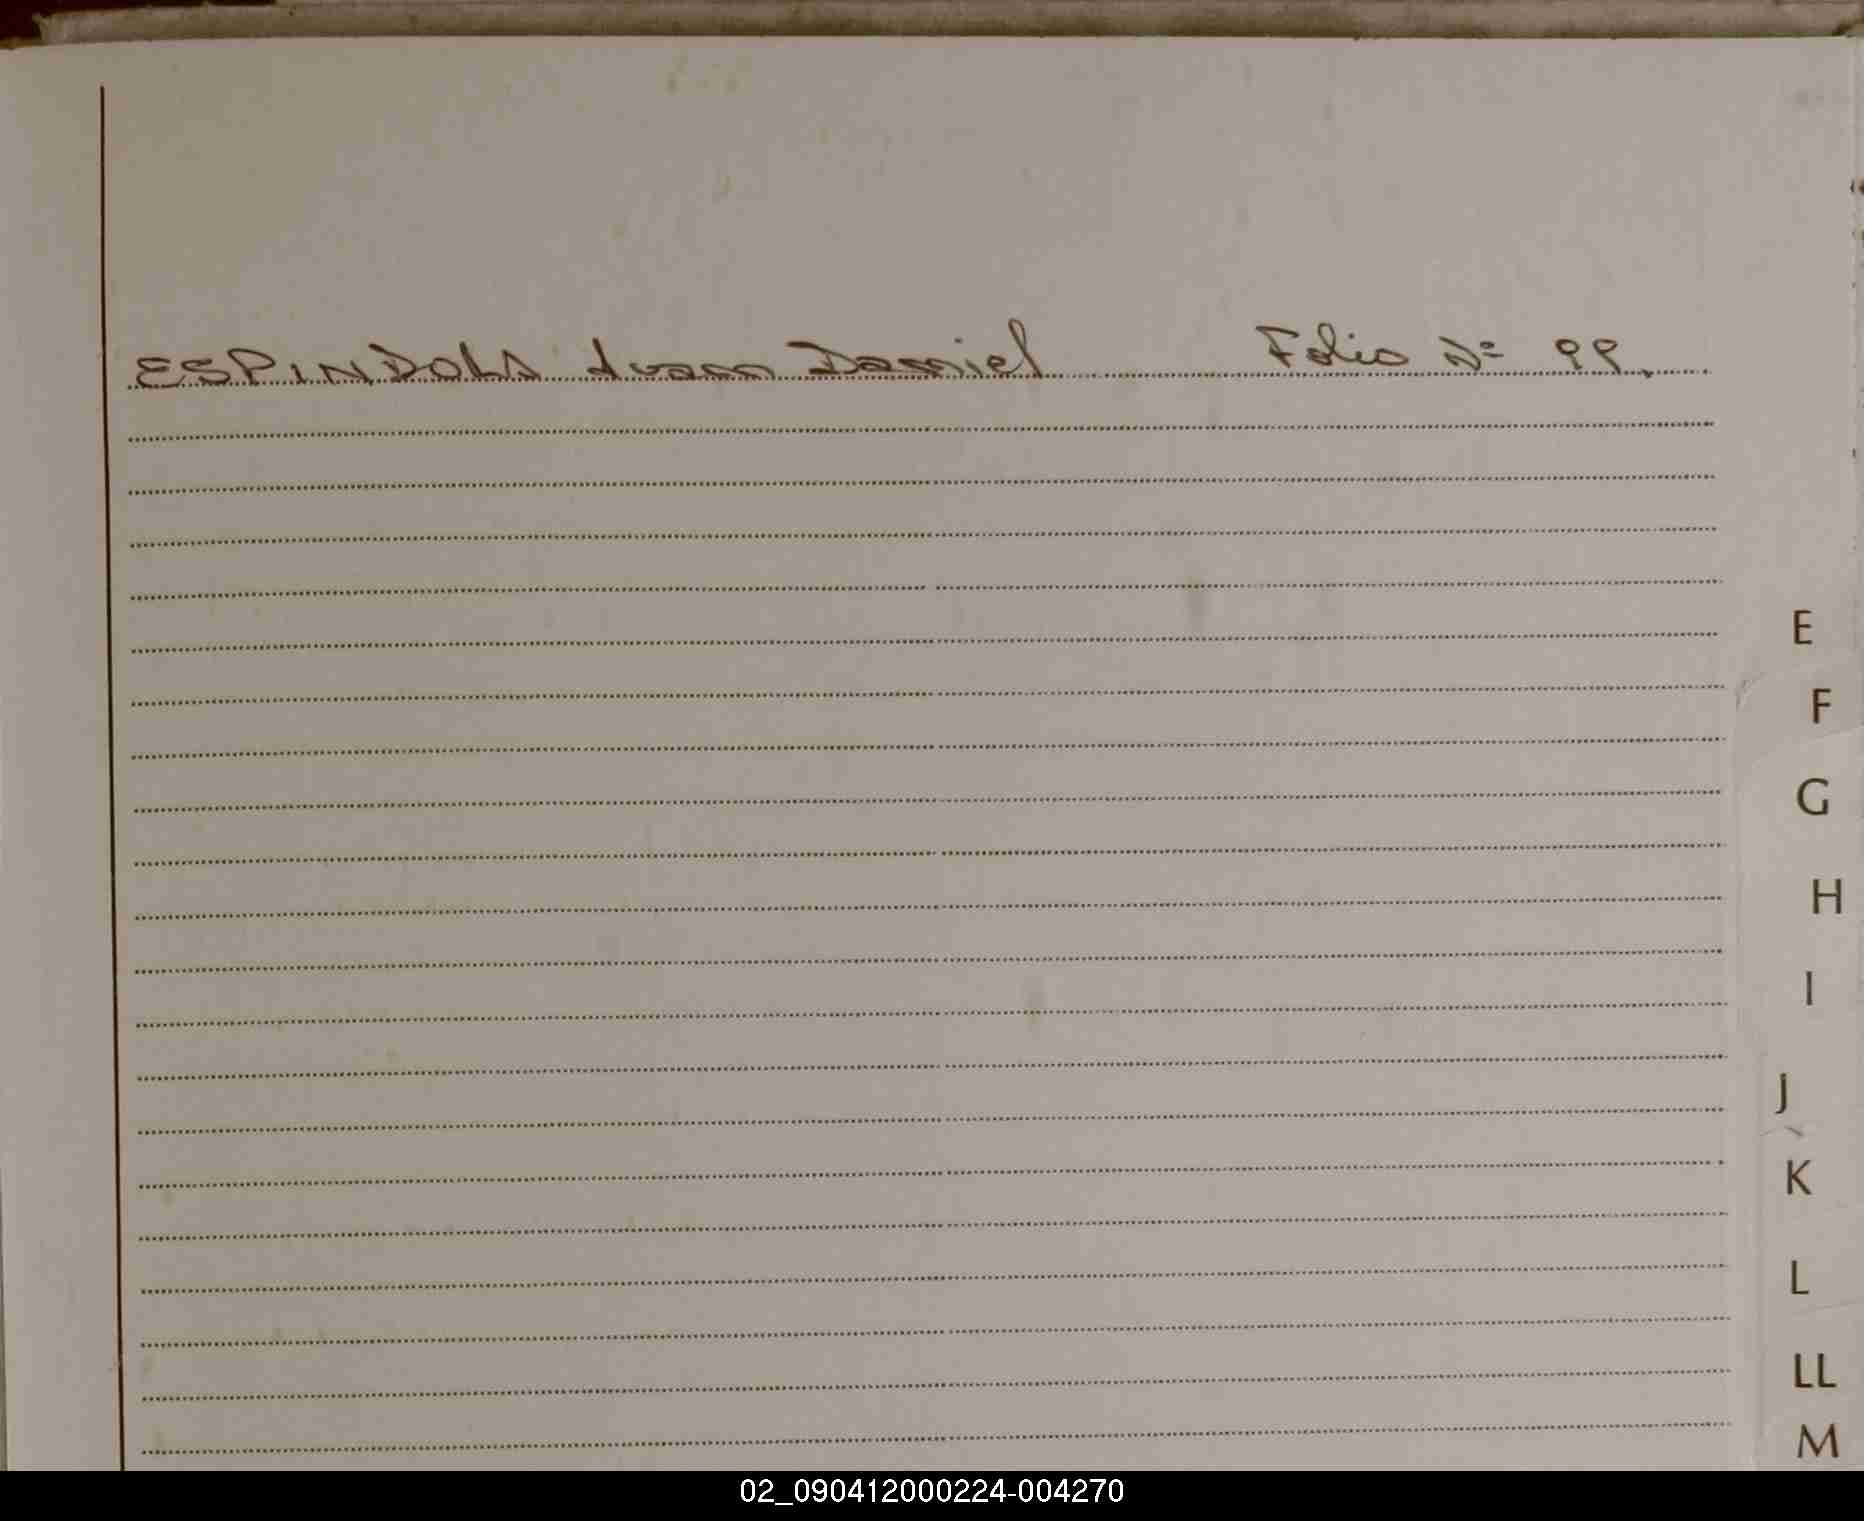 ESPINDOLA Juan Daniel Folio Nº 99.
E
F
G
H
I
J
K
L
LL
M
02_090412000224-004270